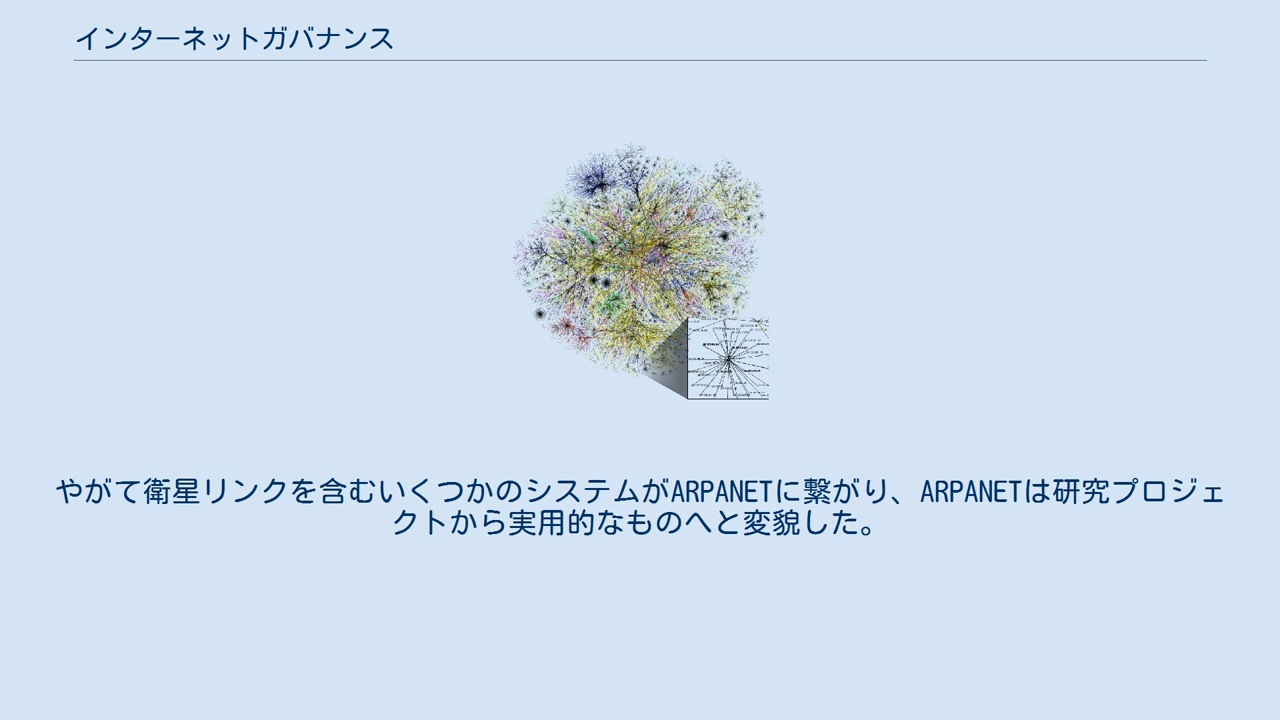 インターネットガバナンス
やがて衛星リンクを含むいくつかのシステムがARPANETに繋がり、ARPANETは研究プロジェ
クトから実用的なものへと変貌した。